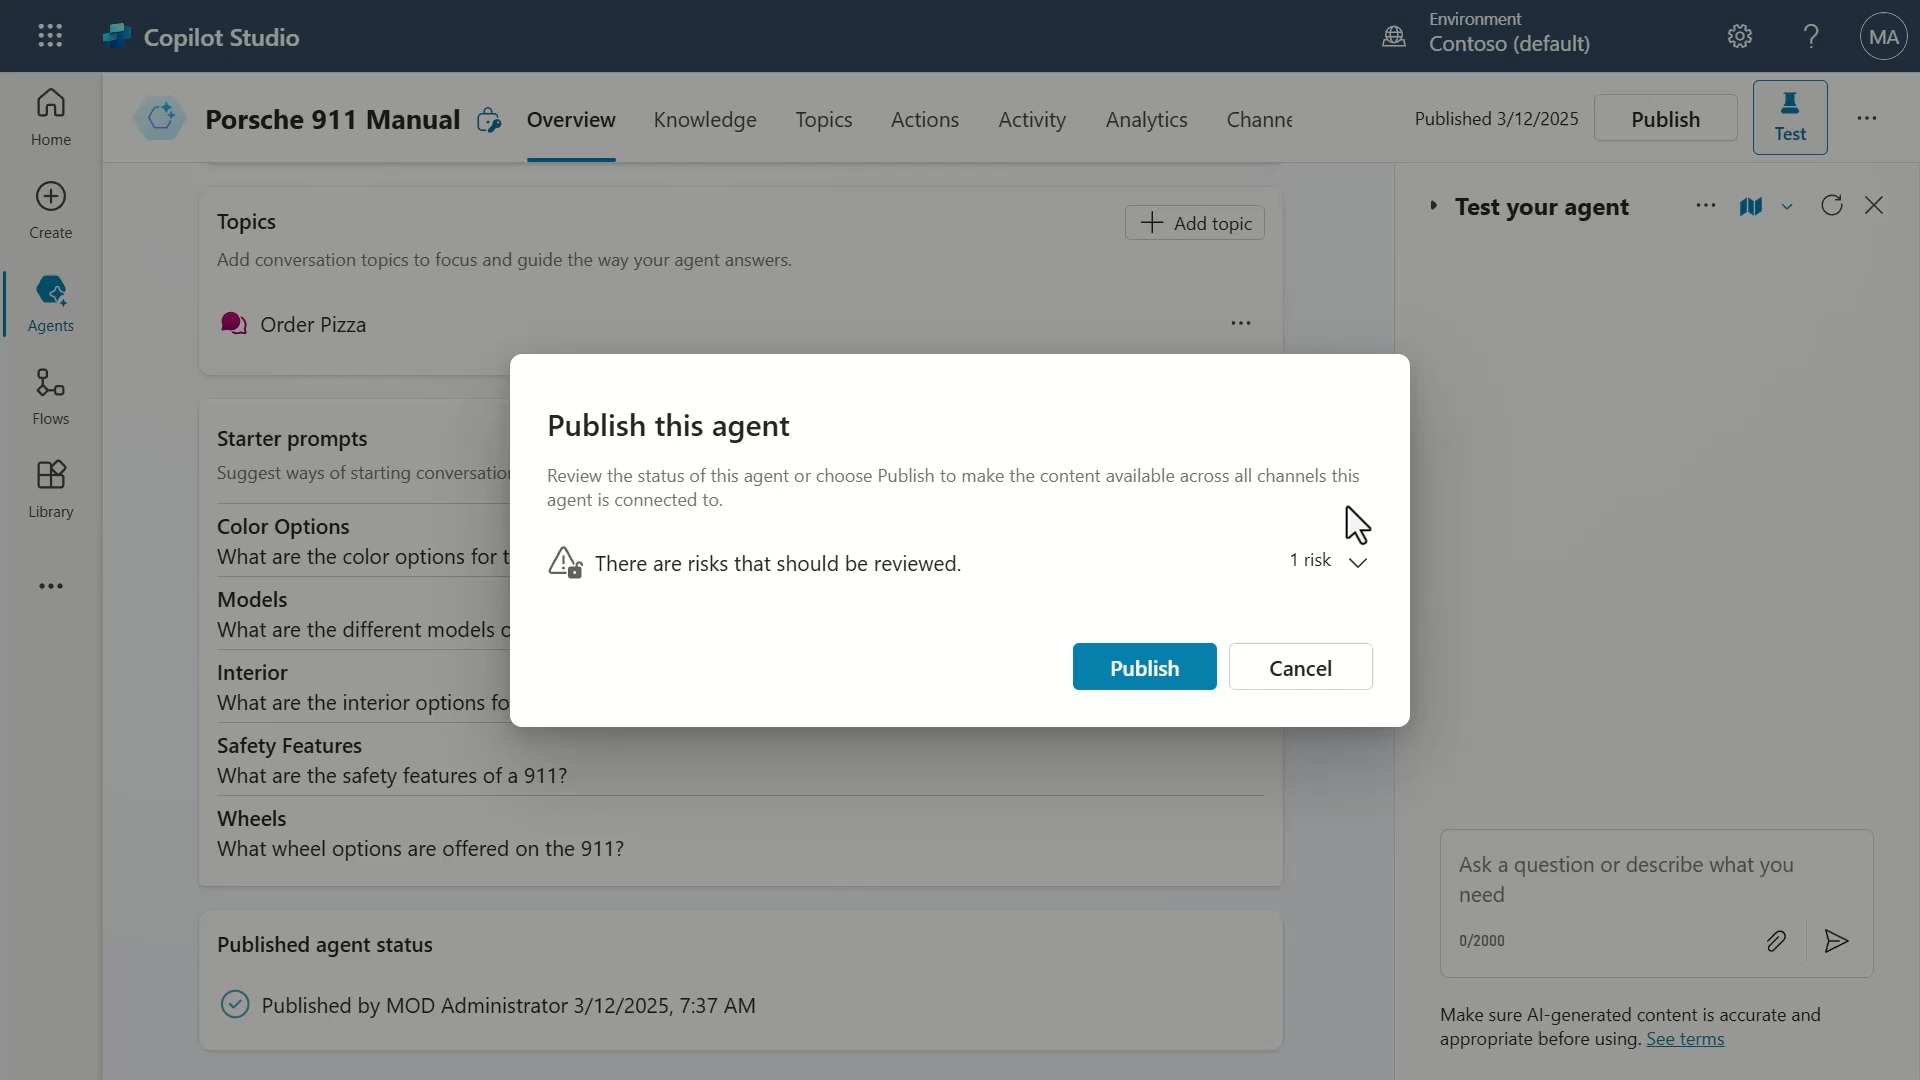 Copilot Studio
Environment
Contoso (default)
MA
Home
Create
Agents
Flows
Library
Porsche 911 Manual
Overview
Knowledge
Topics
Actions
Activity
Analytics
Channe
Published 3/12/2025
Publish
Test
Topics
Add topic
Add conversation topics to focus and guide the way your agent answers.
Order Pizza
Starter prompts
Suggest ways of starting conversatio
Color Options
What are the color options for t
Models
What are the different models o
Interior
What are the interior options fo
Safety Features
What are the safety features of a 911?
Wheels
What wheel options are offered on the 911?
Published agent status
Published by MOD Administrator 3/12/2025, 7:37 AM
Publish this agent
Review the status of this agent or choose Publish to make the content available across all channels this
agent is connected to.
There are risks that should be reviewed.
1 risk
Publish
Cancel
Test your agent
Ask a question or describe what you
need
0/2000
Make sure AI-generated content is accurate and
appropriate before using. See terms